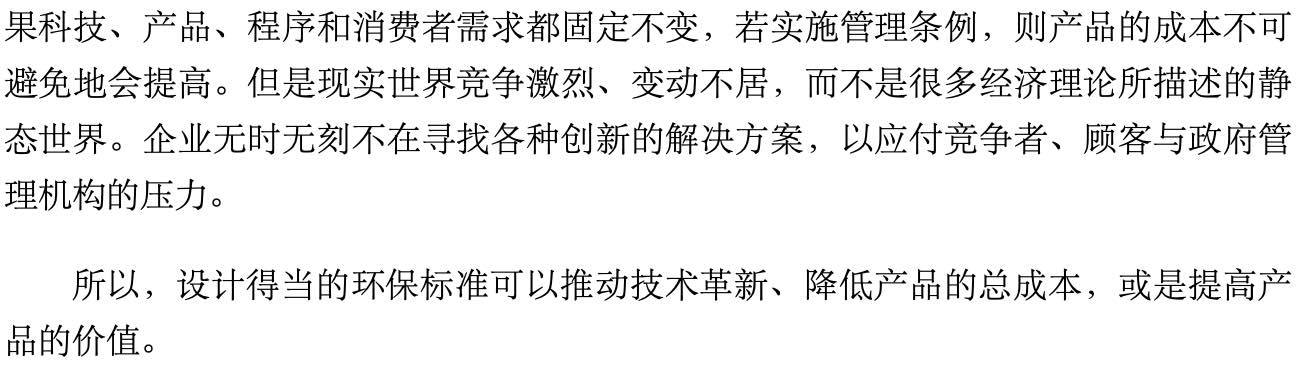 果科技、产品、程序和消费者需求都固定不变，若实施管理条例，则产品的成本不可
避免地会提高。但是现实世界竞争激烈、变动不居，而不是很多经济理论所描述的静
态世界。企业无时无刻不在寻找各种创新的解决方案，以应付竞争者、顾客与政府管
理机构的压力。
所以，设计得当的环保标准可以推动技术革新、降低产品的总成本，或是提高产
品的价值。